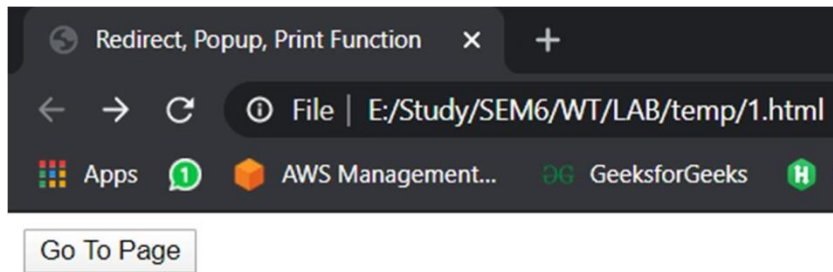 Redirect, Popup, Print Function
File | E:/Study/SEM6/WT/LAB/temp/1.html
Apps 1 AWS Management... GeeksforGeeks H
Go To Page